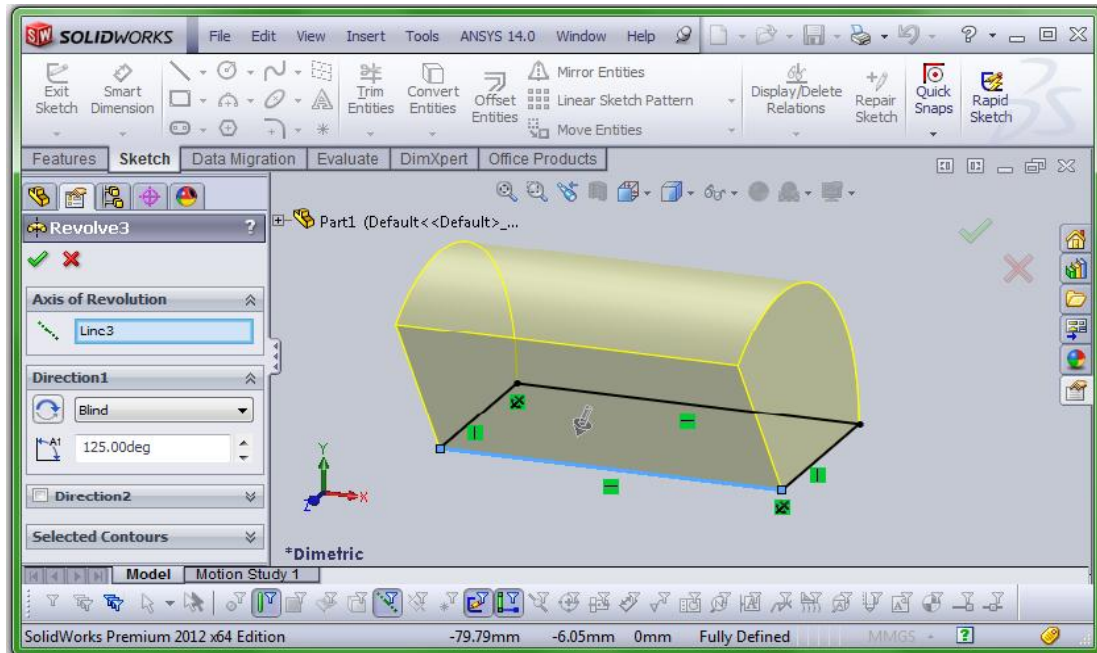 SW SOLIDWORKS File Edit View Insert Tools ANSYS 14.0 Window Help ?
Exit Sketch
Smart Dimension
Trim Entities
Convert Entities
Offset Entities
Mirror Entities
Linear Sketch Pattern
Move Entities
Display/Delete Relations
Repair Sketch
Quick Snaps
Rapid Sketch
Features Sketch Data Migration Evaluate DimXpert Office Products
Part1 (Default<<Default>_...
Revolve3 ?
Axis of Revolution
Line3
Direction1
Blind
A1 125.00deg
Direction2
Selected Contours
Y
X
Z
*Dimetric
Model Motion Study 1
SolidWorks Premium 2012 x64 Edition -79.79mm -6.05mm 0mm Fully Defined MMGS ?